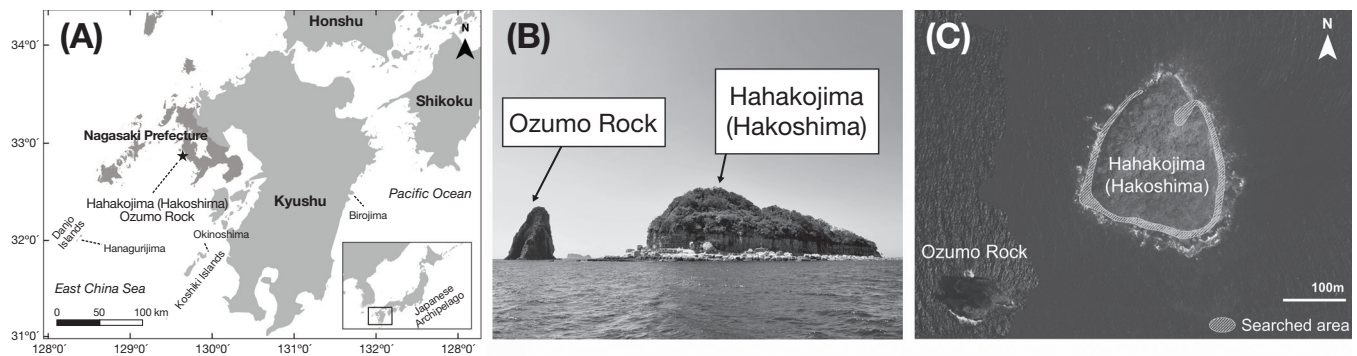 (A)
N
Honshu
34°0´
Shikoku
Nagasaki Prefecture
33°0´
Hahakojima (Hakoshima)
Ozumo Rock
Kyushu
Pacific Ocean
Birojima
Danjo
Islands
Okinoshima
32°0´
Hanagurijima
Koshiki Islands
East China Sea
0 50 100 km
Japanese
Archipelago
31°0´
128°0´ 129°0´ 130°0´ 131°0´ 132°0´ 128°0´
(B)
Ozumo Rock
Hahakojima
(Hakoshima)
(C)
N
Hahakojima
(Hakoshima)
Ozumo Rock
100m
Searched area